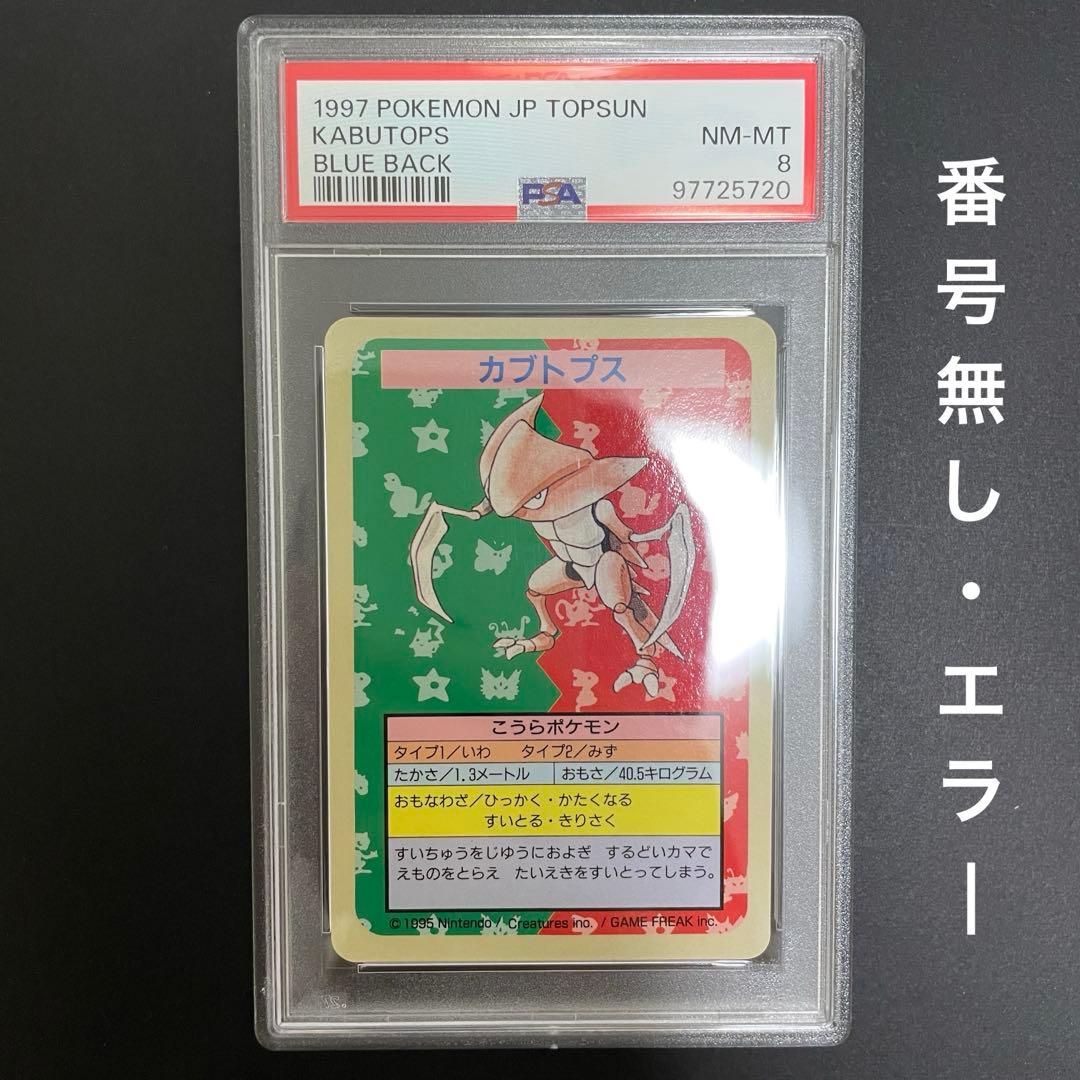 1997 POKEMON JP TOPSUN
KABUTOPS NM-MT
BLUE BACK 8
PSA 97725720
番号無し・エラー
カブトプス
こうらポケモン
タイプ1/いわ タイプ2/みず
たかさ/1.3メートル おもさ/40.5キログラム
おもなわざ/ひっかく・かたくなる
すいとる・きりさく
すいちゅうをじゆうにおよぎ するどいカマで
えものをとらえ たいえきをすいとってしまう。
©1995 Nintendo / Creatures inc. / GAME FREAK inc.